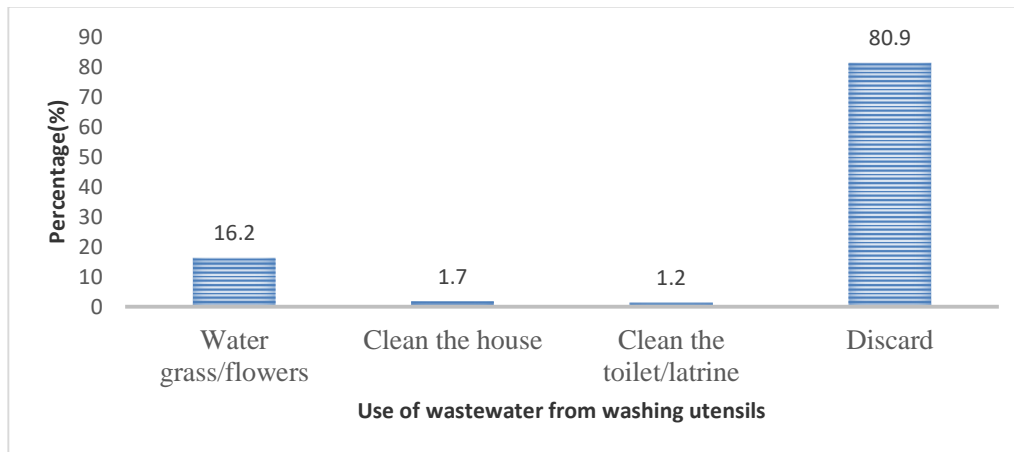 Percentage(%)
90
80
70
60
50
40
30
20
10
0
16.2
1.7
1.2
80.9
Water
grass/flowers
Clean the house
Clean the
toilet/latrine
Discard
Use of wastewater from washing utensils